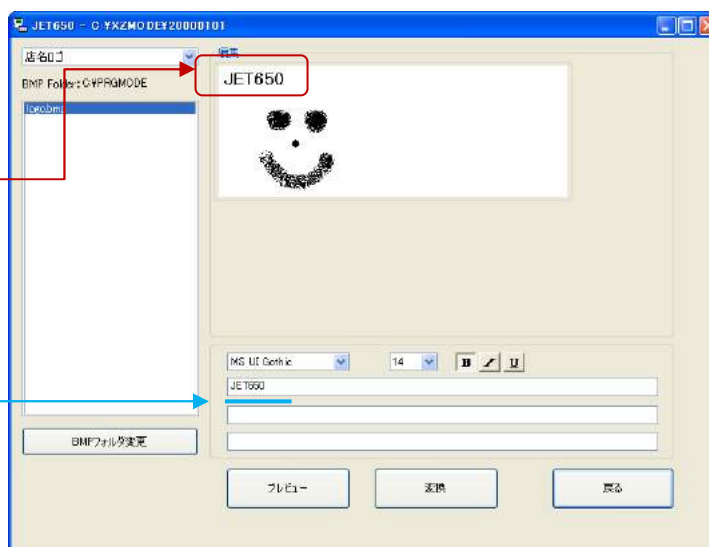 JET650 - C:¥XZMODE¥20000101
店名ロゴ
編集
BMP Folder: C¥PRGMODE
logo.bmp
JET650
MS UI Gothic
14
B I U
JET650
BMPフォルダ変更
プレビュー
変換
戻る